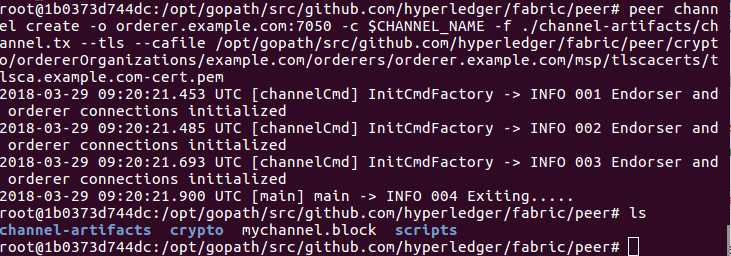 root@1b0373d744dc:/opt/gopath/src/github.com/hyperledger/fabric/peer# peer chann
el create -o orderer.example.com:7050 -c $CHANNEL_NAME -f ./channel-artifacts/ch
annel.tx --tls --cafile /opt/gopath/src/github.com/hyperledger/fabric/peer/crypt
o/ordererOrganizations/example.com/orderers/orderer.example.com/msp/tlscacerts/t
lsca.example.com-cert.pem
2018-03-29 09:20:21.453 UTC [channelCmd] InitCmdFactory -> INFO 001 Endorser and
 orderer connections initialized
2018-03-29 09:20:21.485 UTC [channelCmd] InitCmdFactory -> INFO 002 Endorser and
 orderer connections initialized
2018-03-29 09:20:21.693 UTC [channelCmd] InitCmdFactory -> INFO 003 Endorser and
 orderer connections initialized
2018-03-29 09:20:21.900 UTC [main] main -> INFO 004 Exiting.....
root@1b0373d744dc:/opt/gopath/src/github.com/hyperledger/fabric/peer# ls
channel-artifacts  crypto  mychannel.block  scripts
root@1b0373d744dc:/opt/gopath/src/github.com/hyperledger/fabric/peer#